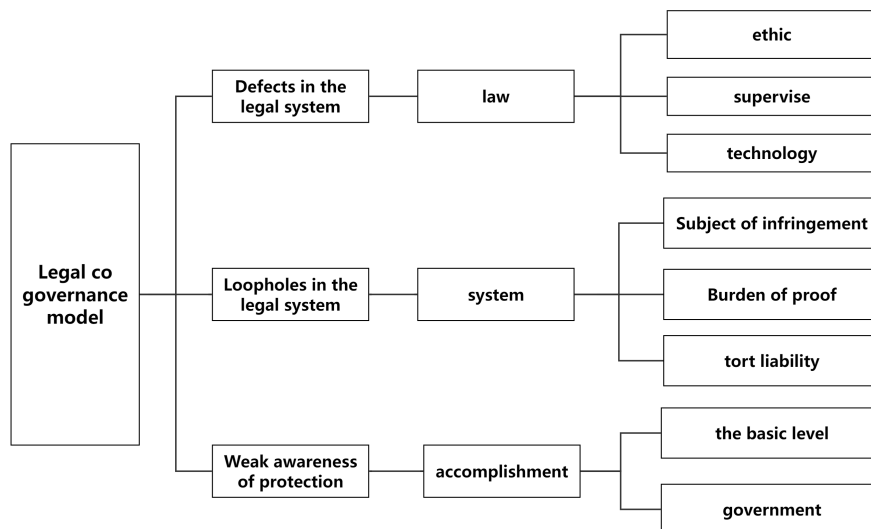 Legal co
governance
model
Defects in the
legal system
law
ethic
supervise
technology
Loopholes in the
legal system
system
Subject of infringement
Burden of proof
tort liability
Weak awareness
of protection
accomplishment
the basic level
government